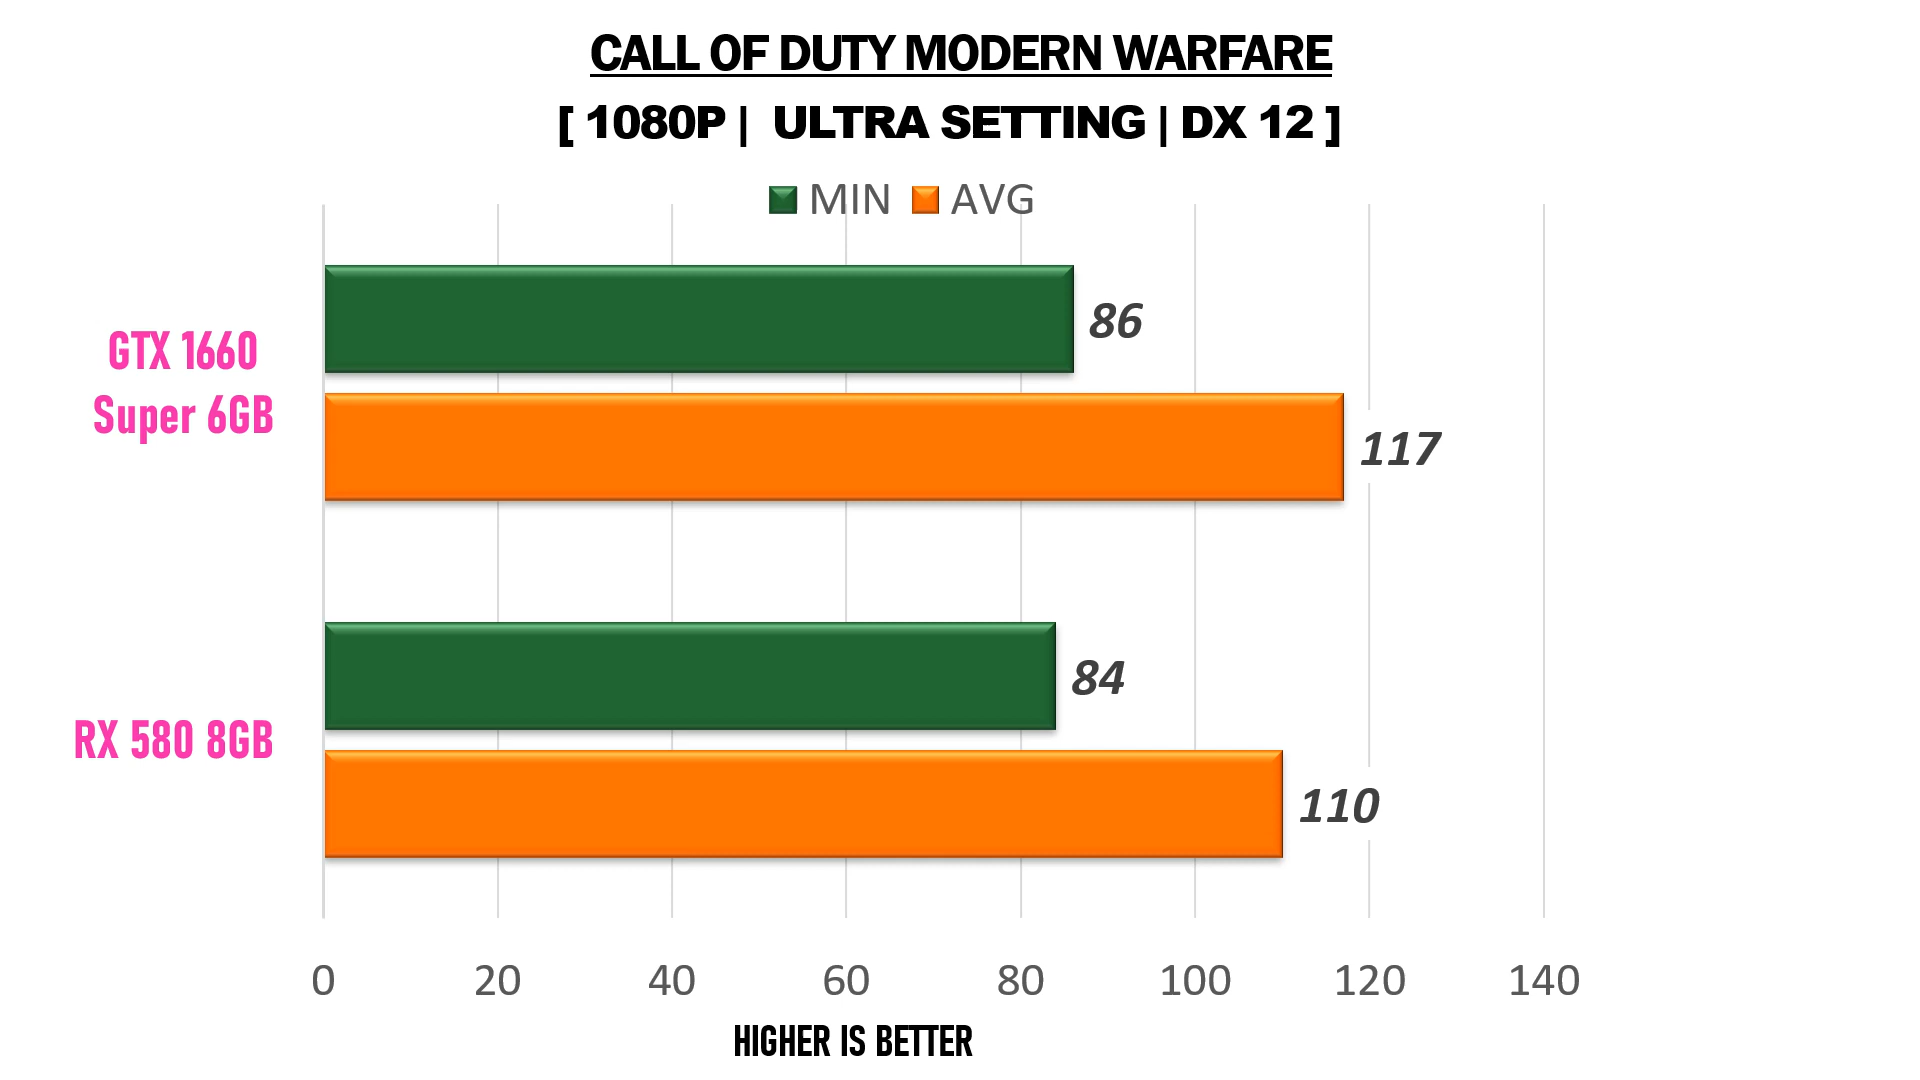 CALL OF DUTY MODERN WARFARE
[ 1080P | ULTRA SETTING | DX 12 ]
MIN AVG
GTX 1660
Super 6GB
86
117
RX 580 8GB
84
110
0 20 40 60 80 100 120 140
HIGHER IS BETTER